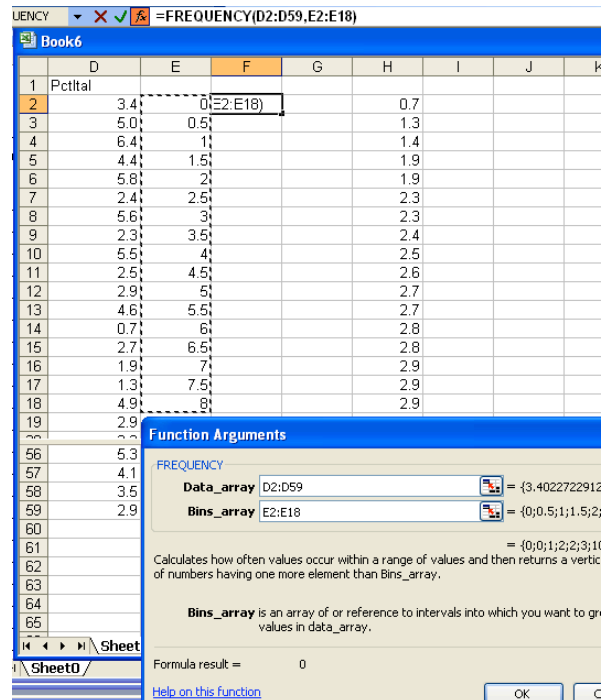 UENCY =FREQUENCY(D2:D59,E2:E18)
Book6
D E F G H I J K
1 PctItal
2 3.4 0 E2:E18) 0.7
3 5.0 0.5 1.3
4 6.4 1 1.4
5 4.4 1.5 1.9
6 5.8 2 1.9
7 2.4 2.5 2.3
8 5.6 3 2.3
9 2.3 3.5 2.4
10 5.5 4 2.5
11 2.5 4.5 2.6
12 2.9 5 2.7
13 4.6 5.5 2.7
14 0.7 6 2.8
15 2.7 6.5 2.8
16 1.9 7 2.9
17 1.3 7.5 2.9
18 4.9 8 2.9
19 2.9
56 5.3
57 4.1
58 3.5
59 2.9
60
61
62
63
64
65
Sheet
Sheet0
Function Arguments
FREQUENCY
Data_array D2:D59 = {3.4022722912
Bins_array E2:E18 = {0;0.5;1;1.5;2;
= {0;0;1;2;2;3;10
Calculates how often values occur within a range of values and then returns a vertic
of numbers having one more element than Bins_array.
Bins_array is an array of or reference to intervals into which you want to gr
values in data_array.
Formula result = 0
Help on this function OK C